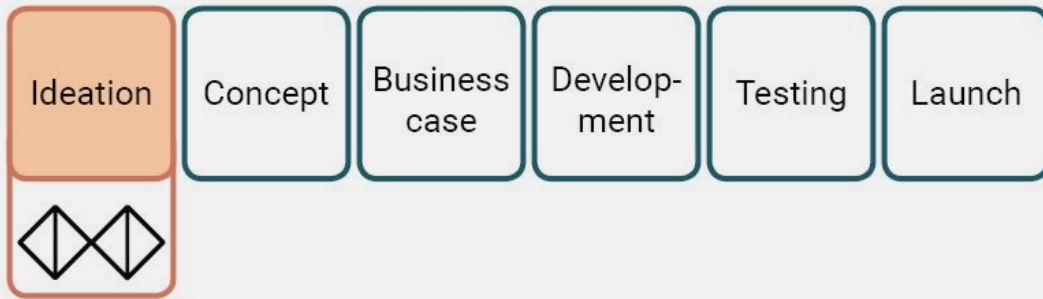 Ideation
Concept
Business
case
Develop-
ment
Testing
Launch